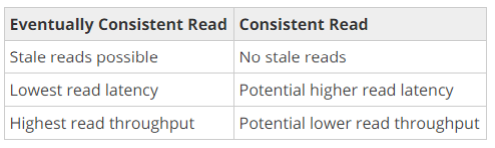 Eventually Consistent Read Consistent Read
Stale reads possible No stale reads
Lowest read latency Potential higher read latency
Highest read throughput Potential lower read throughput